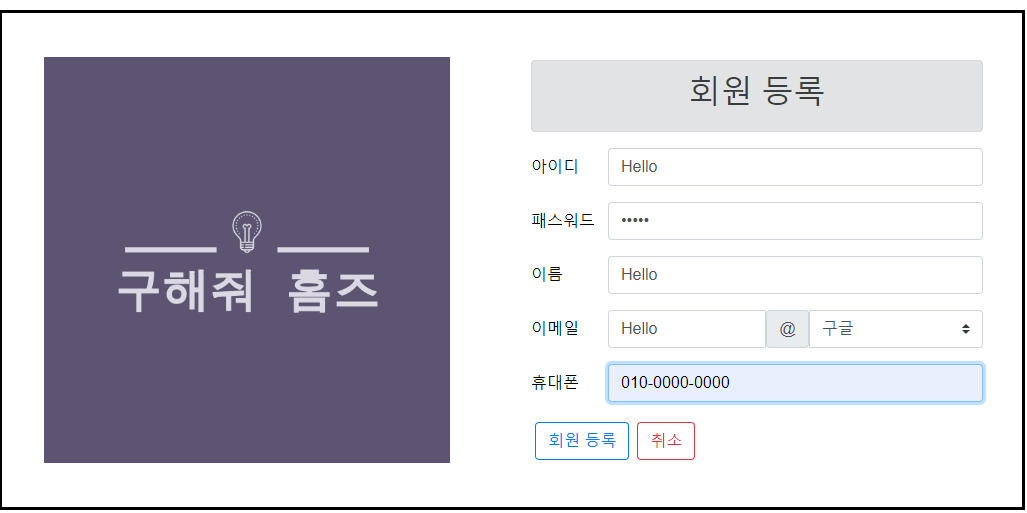 구해줘 홈즈
회원 등록
아이디 Hello
패스워드 •••••
이름 Hello
이메일 Hello @ 구글
휴대폰 010-0000-0000
회원 등록 취소